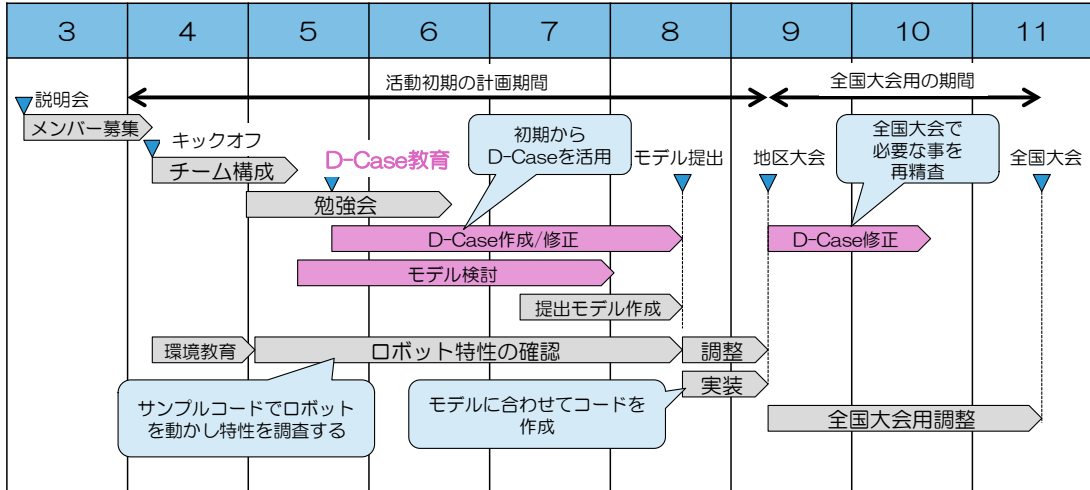 3 4 5 6 7 8 9 10 11
活動初期の計画期間
全国大会用の期間
説明会
メンバー募集
キックオフ
チーム構成
D-Case教育
勉強会
初期から
D-Caseを活用
モデル提出
地区大会
全国大会で
必要な事を
再精査
全国大会
D-Case作成/修正
D-Case修正
モデル検討
提出モデル作成
環境教育
ロボット特性の確認
調整
実装
サンプルコードでロボット
を動かし特性を調査する
モデルに合わせてコードを
作成
全国大会用調整